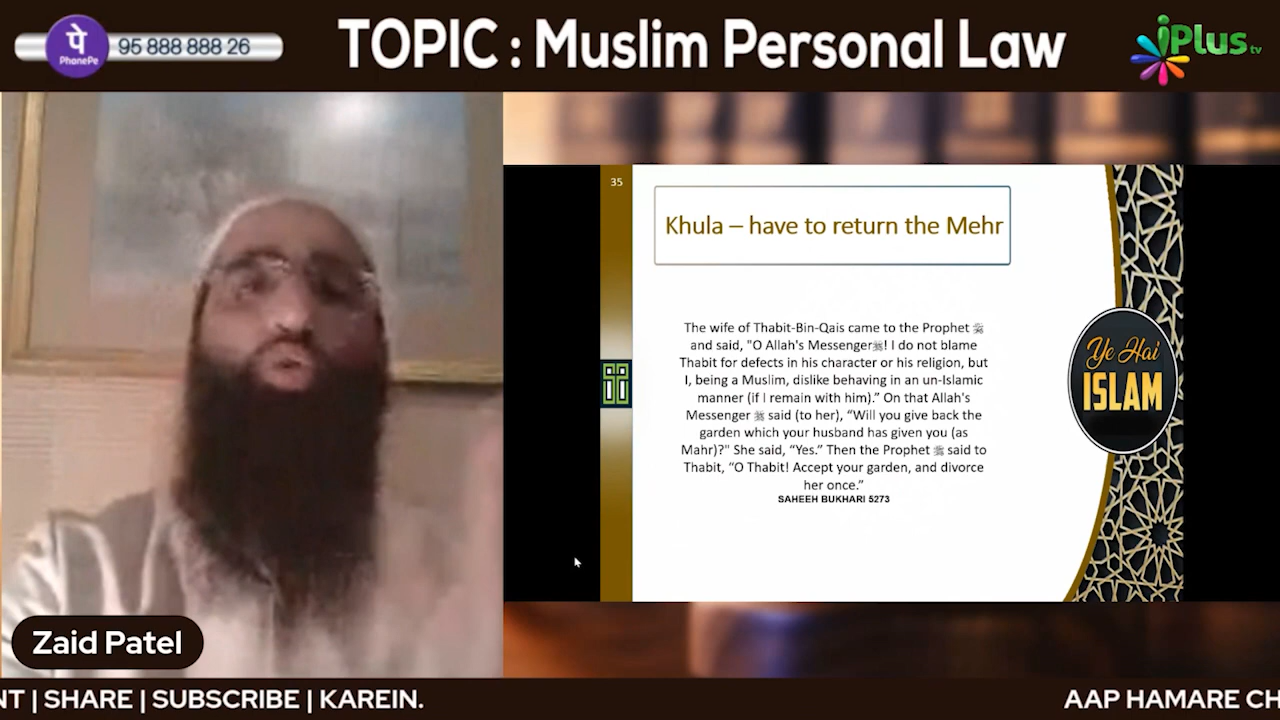 पे
PhonePe
95 888 888 26
TOPIC : Muslim Personal Law
iPlus tv
35
Khula – have to return the Mehr
The wife of Thabit-Bin-Qais came to the Prophet ﷺ
and said, "O Allah's Messengerﷺ! I do not blame
Thabit for defects in his character or his religion, but
I, being a Muslim, dislike behaving in an un-Islamic
manner (if I remain with him).” On that Allah's
Messenger ﷺ said (to her), “Will you give back the
garden which your husband has given you (as
Mahr)?" She said, “Yes.” Then the Prophet ﷺ said to
Thabit, “O Thabit! Accept your garden, and divorce
her once.”
SAHEEH BUKHARI 5273
Ye Hai
ISLAM
Zaid Patel
NT | SHARE | SUBSCRIBE | KAREIN. AAP HAMARE CH